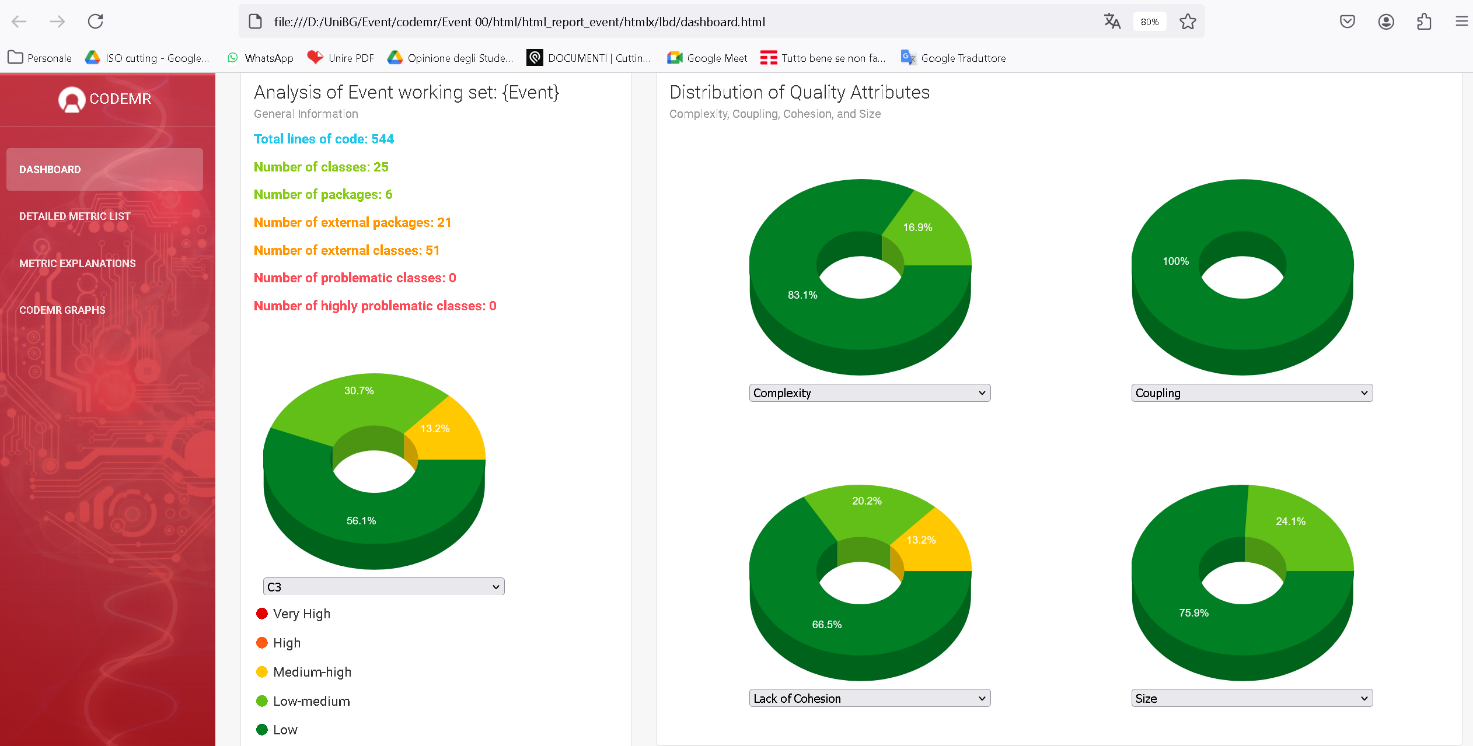 file:///D:/UniBG/Event/codemr/Event 00/html/html_report_event/htmlx/lbd/dashboard.html
80%
Personale
ISO cutting - Google...
WhatsApp
Unire PDF
Opinione degli Stude...
DOCUMENTI | Cuttin...
Google Meet
Tutto bene se non fa...
Google Traduttore
CODEMR
DASHBOARD
DETAILED METRIC LIST
METRIC EXPLANATIONS
CODEMR GRAPHS
Analysis of Event working set: {Event}
General Information
Total lines of code: 544
Number of classes: 25
Number of packages: 6
Number of external packages: 21
Number of external classes: 51
Number of problematic classes: 0
Number of highly problematic classes: 0
30.7%
13.2%
56.1%
C3
Very High
High
Medium-high
Low-medium
Low
Distribution of Quality Attributes
Complexity, Coupling, Cohesion, and Size
16.9%
83.1%
Complexity
100%
Coupling
20.2%
13.2%
66.5%
Lack of Cohesion
24.1%
75.9%
Size